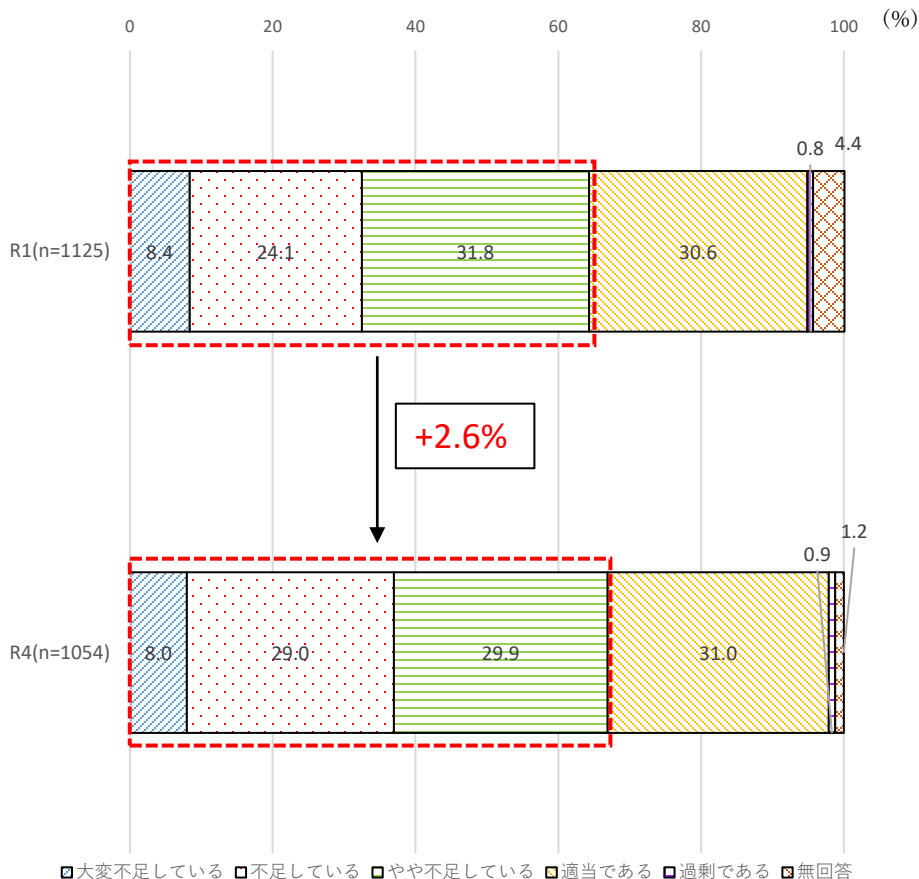 0 20 40 60 80 100 (%)
0.8 4.4
R1(n=1125) 8.4 24.1 31.8 30.6
+2.6%
0.9 1.2
R4(n=1054) 8.0 29.0 29.9 31.0
大変不足している 不足している やや不足している 適当である 過剰である 無回答